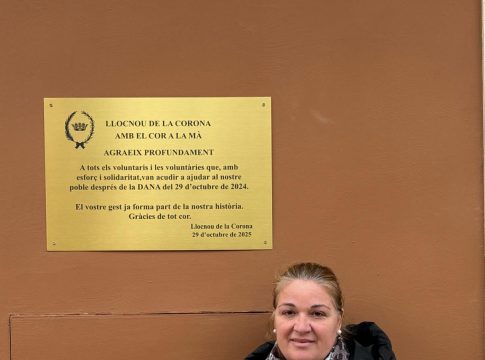 LLOCNOU DE LA CORONA
AMB EL COR A LA MÀ
AGRAEIX PROFUNDAMENT
A tots els voluntaris i les voluntàries que, amb
esforç i solidaritat,van acudir a ajudar al nostre
poble després de la DANA del 29 d'octubre de 2024.
El vostre gest ja forma part de la nostra història.
Gràcies de tot cor.
Llocnou de la Corona
29 d'octubre de 2025